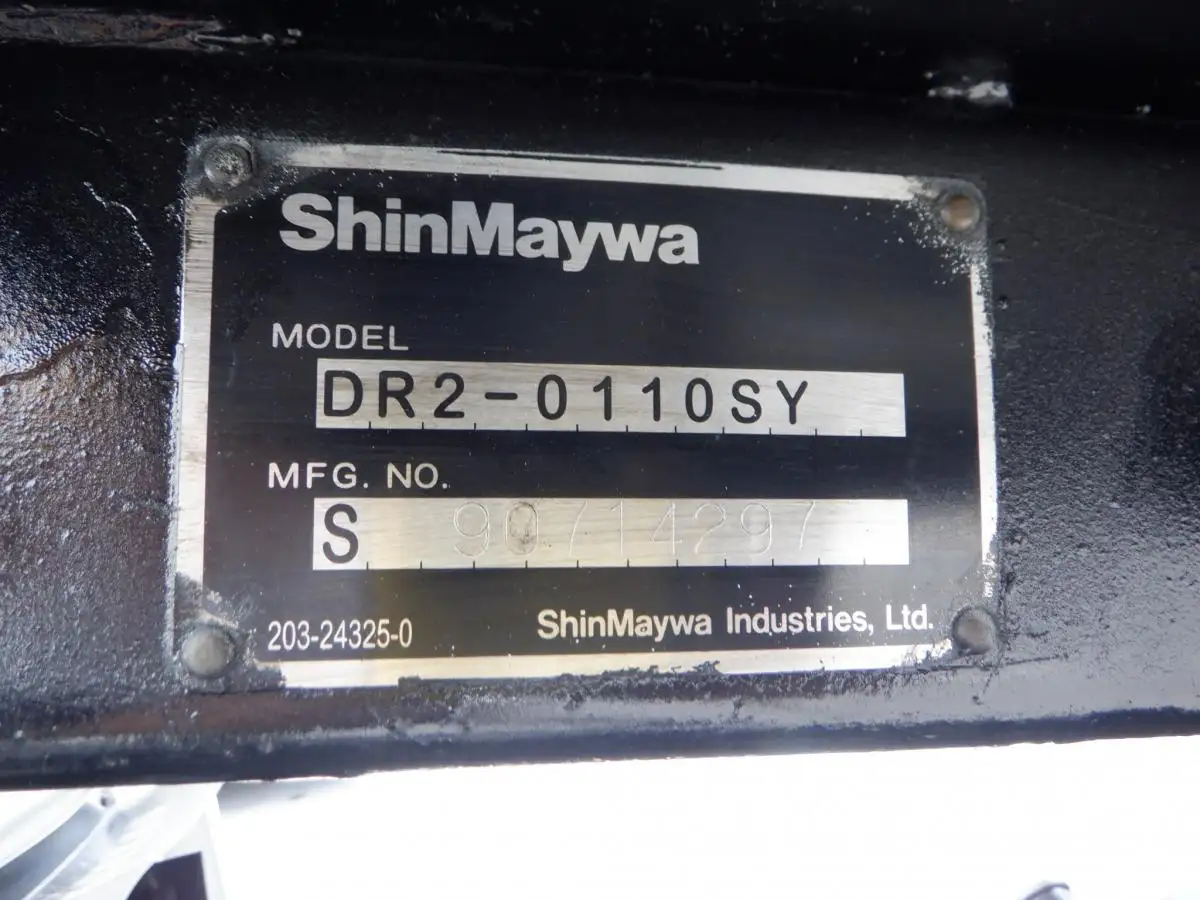 ShinMaywa
MODEL
DR2-0110SY
MFG. NO.
S 90714297
203-24325-0 ShinMaywa Industries, Ltd.